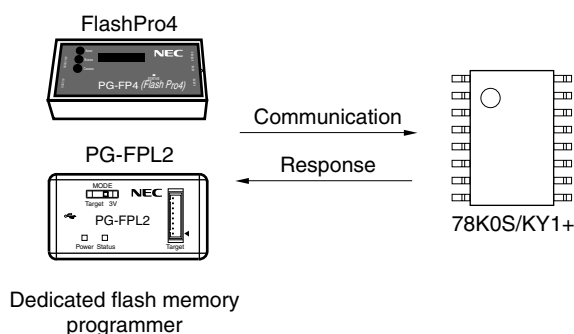 FlashPro4
NEC
PG-FP4 (Flash Pro4)
Communication
Response
PG-FPL2
MODE
NEC
Target 3V
PG-FPL2
Power Status
Target
78K0S/KY1+
Dedicated flash memory
programmer